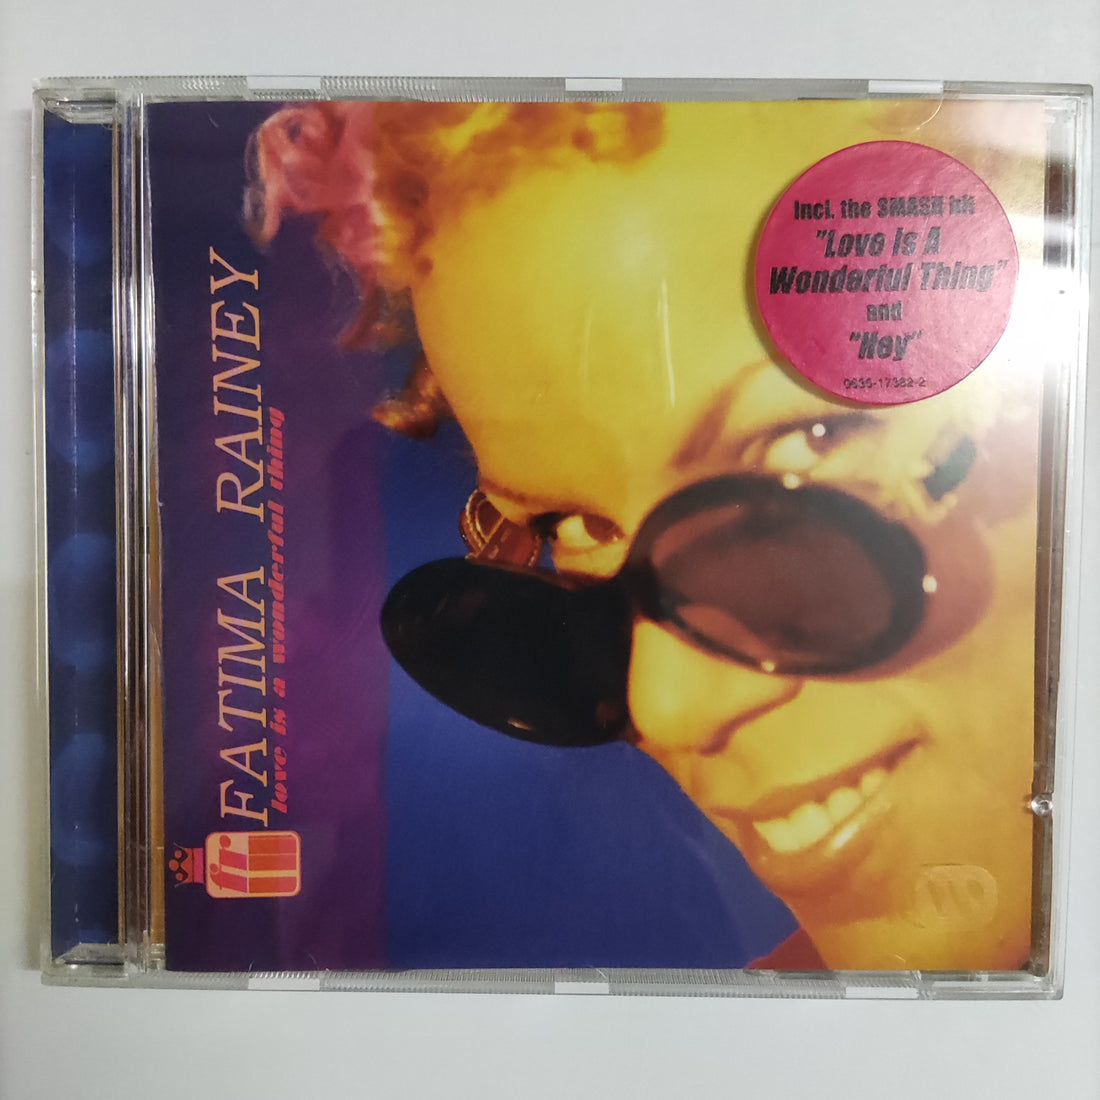 FATIMA RAINEY
love is a wonderful thing
fr
Incl. the SMASH hit
"Love Is A
Wonderful Thing"
and
"Hey"
0630-17382-2